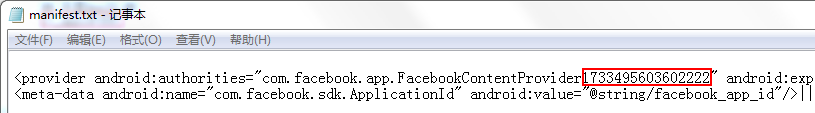 manifest.txt - 记事本
文件(F) 编辑(E) 格式(O) 查看(V) 帮助(H)
<provider android:authorities="com.facebook.app.FacebookContentProvider1733495603602222" android:exp
<meta-data android:name="com.facebook.sdk.ApplicationId" android:value="@string/facebook_app_id"/>||